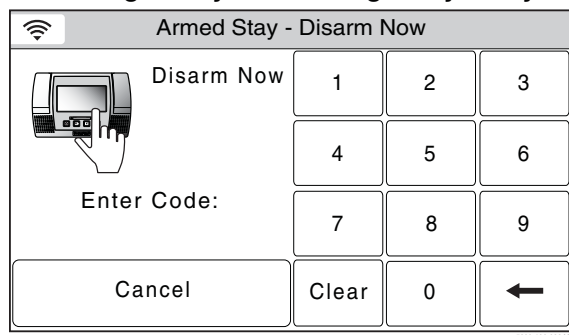 Armed Stay - Disarm Now
Disarm Now
1 2 3
4 5 6
Enter Code:
7 8 9
Cancel
Clear 0